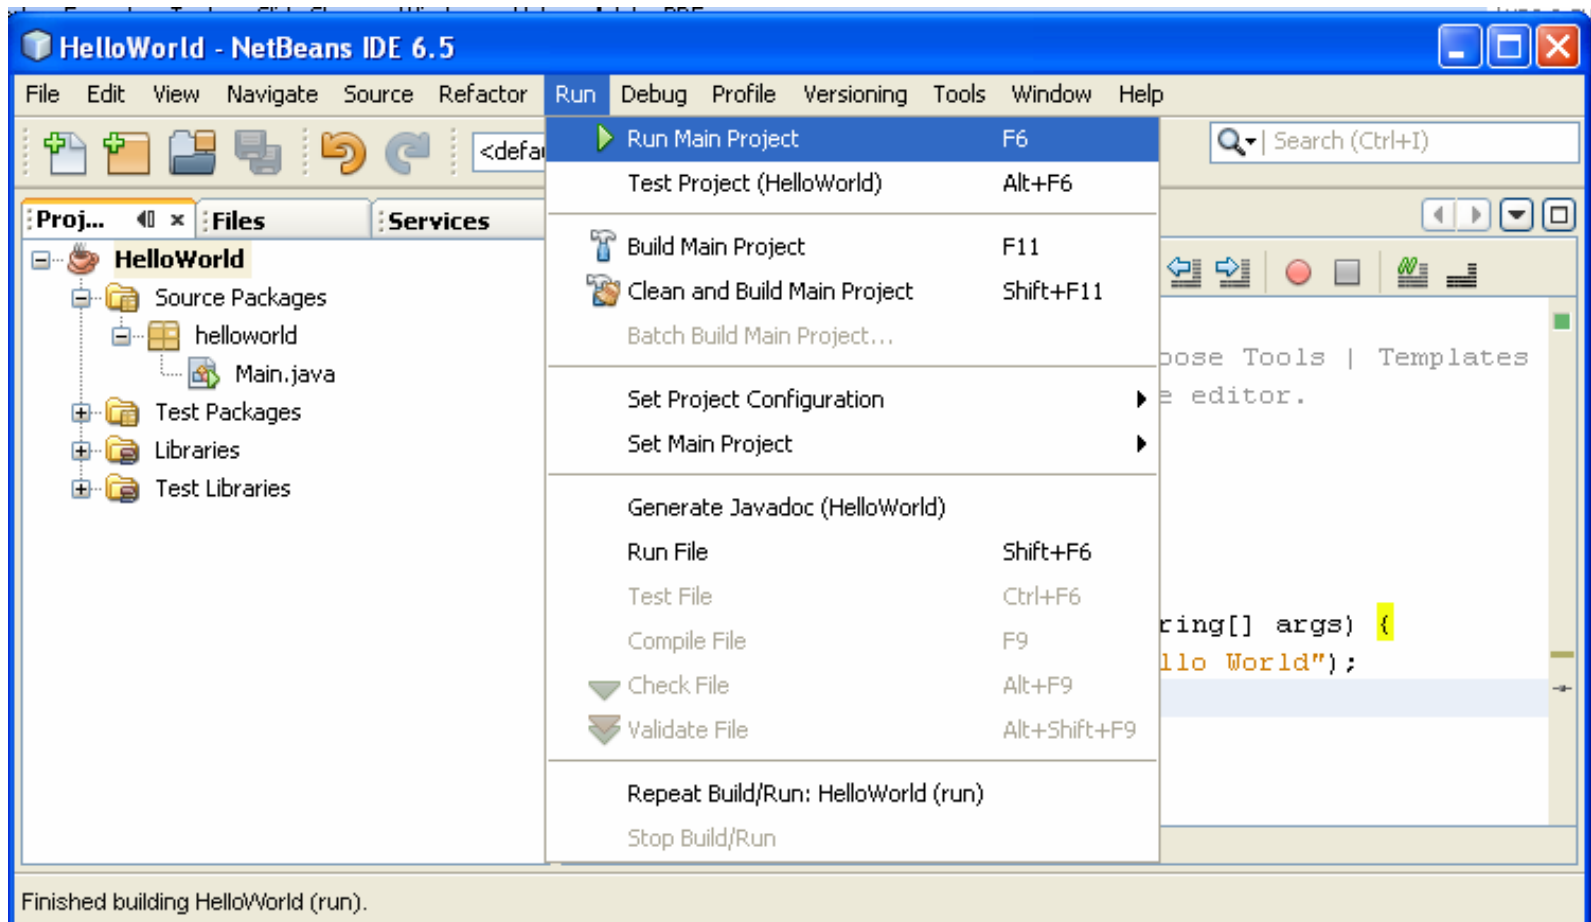 HelloWorld - NetBeans IDE 6.5
File Edit View Navigate Source Refactor Run Debug Profile Versioning Tools Window Help
<defa
Search (Ctrl+I)
Proj... Files Services
HelloWorld
Source Packages
helloworld
Main.java
Test Packages
Libraries
Test Libraries
Run Main Project F6
Test Project (HelloWorld) Alt+F6
Build Main Project F11
Clean and Build Main Project Shift+F11
Batch Build Main Project...
Set Project Configuration
Set Main Project
Generate Javadoc (HelloWorld)
Run File Shift+F6
Test File Ctrl+F6
Compile File F9
Check File Alt+F9
Validate File Alt+Shift+F9
Repeat Build/Run: HelloWorld (run)
Stop Build/Run
oose Tools | Templates
e editor.
ring[] args) {
llo World");
Finished building HelloWorld (run).